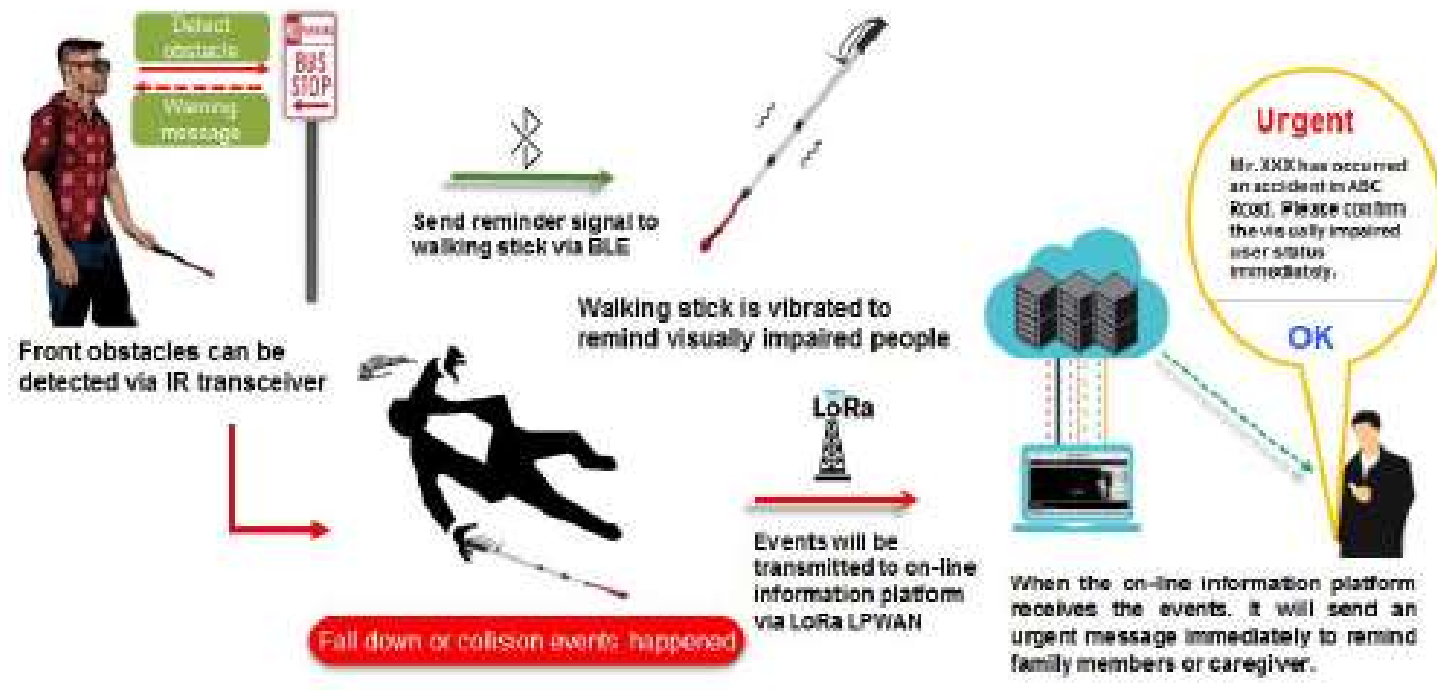 Detect
obstacle
Warning
message
BUS
STOP
Front obstacles can be
detected via IR transceiver
Send reminder signal to
walking stick via BLE
Walking stick is vibrated to
remind visually impaired people
Fall down or collision events happened
LoRa
Events will be
transmitted to on-line
information platform
via LoRa LPWAN
Urgent
Mr. XXX has occurred
an accident in ABC
Road. Please confirm
the visually impaired
user status
immediately.
OK
When the on-line information platform
receives the events. It will send an
urgent message immediately to remind
family members or caregiver.